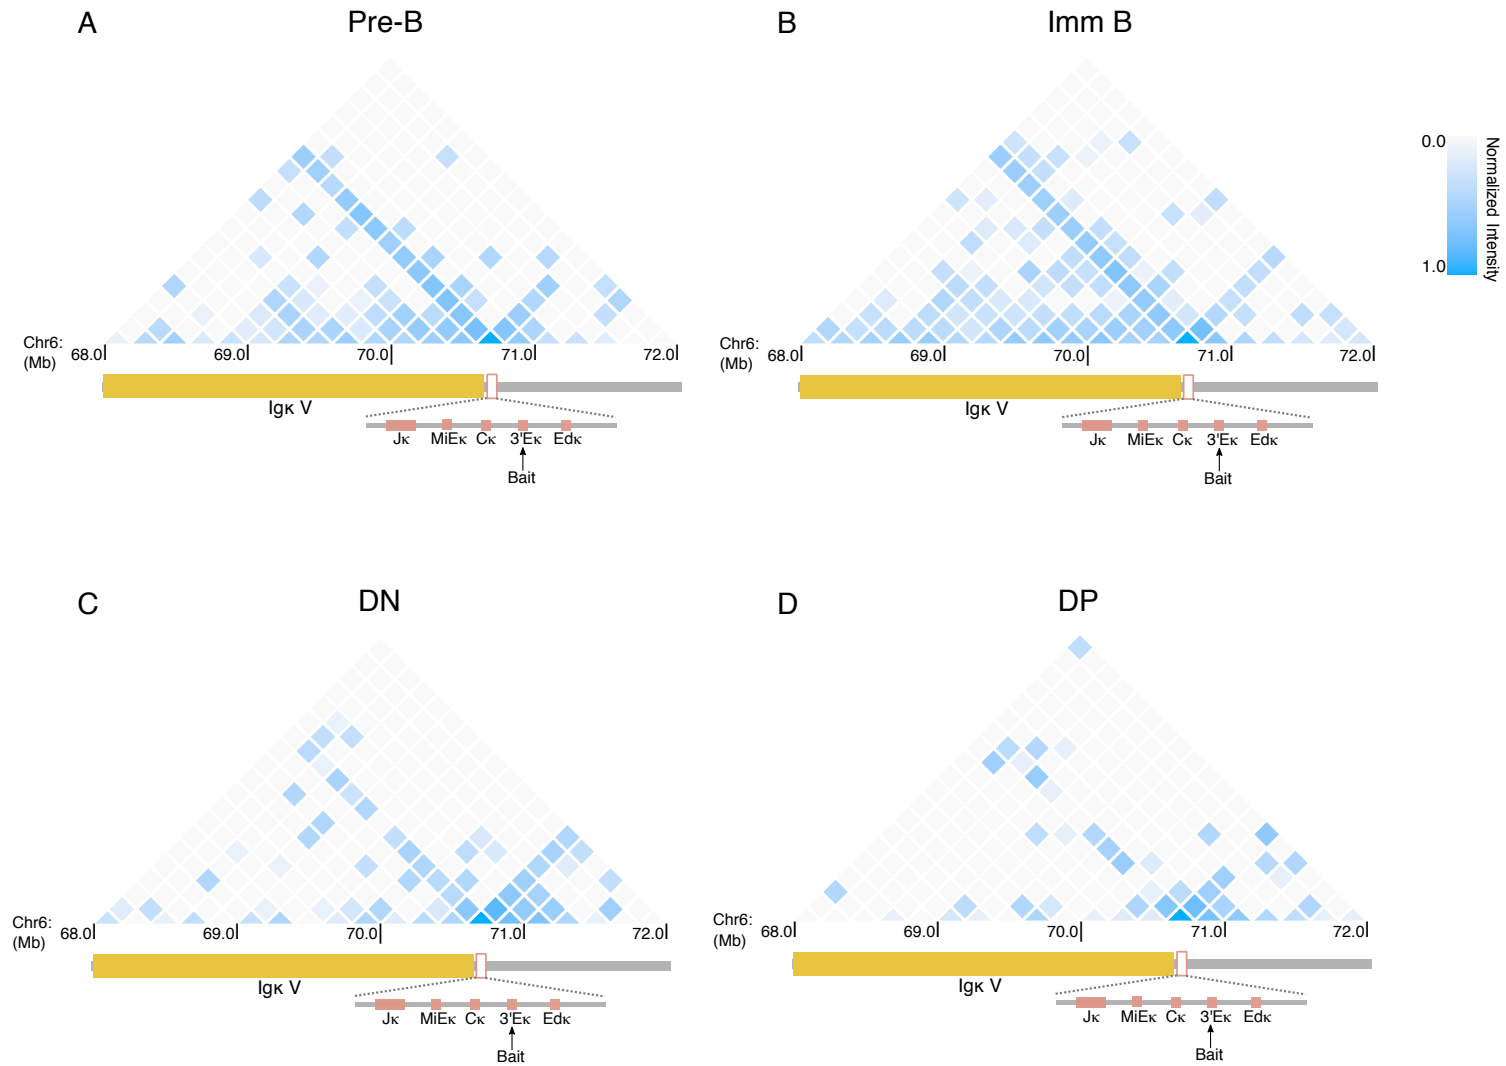 A
Pre-B
Chr6:
(Mb)
68.0
69.0
70.0
71.0
72.0
Igκ V
Jκ MiEκ Cκ 3'Eκ Edκ
Bait
B
Imm B
0.0
1.0
Normalized Intensity
Chr6:
(Mb)
68.0
69.0
70.0
71.0
72.0
Igκ V
Jκ MiEκ Cκ 3'Eκ Edκ
Bait
C
DN
Chr6:
(Mb)
68.0
69.0
70.0
71.0
72.0
Igκ V
Jκ MiEκ Cκ 3'Eκ Edκ
Bait
D
DP
Chr6:
(Mb)
68.0
69.0
70.0
71.0
72.0
Igκ V
Jκ MiEκ Cκ 3'Eκ Edκ
Bait